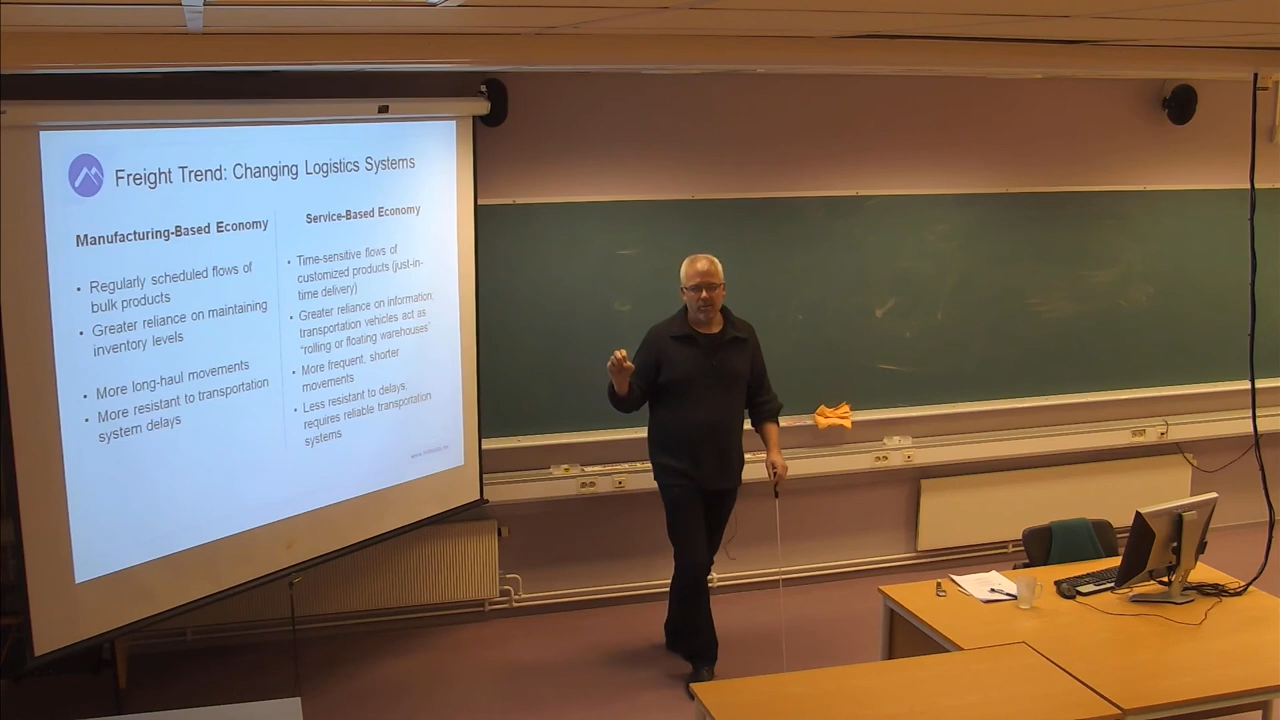 Freight Trend: Changing Logistics Systems
Manufacturing-Based Economy
• Regularly scheduled flows of
bulk products
• Greater reliance on maintaining
inventory levels
• More long-haul movements
• More resistant to transportation
system delays
Service-Based Economy
• Time-sensitive flows of
customized products (just-in-
time delivery)
• Greater reliance on information;
transportation vehicles act as
“rolling or floating warehouses”
• More frequent, shorter
movements
• Less resistant to delays;
requires reliable transportation
systems